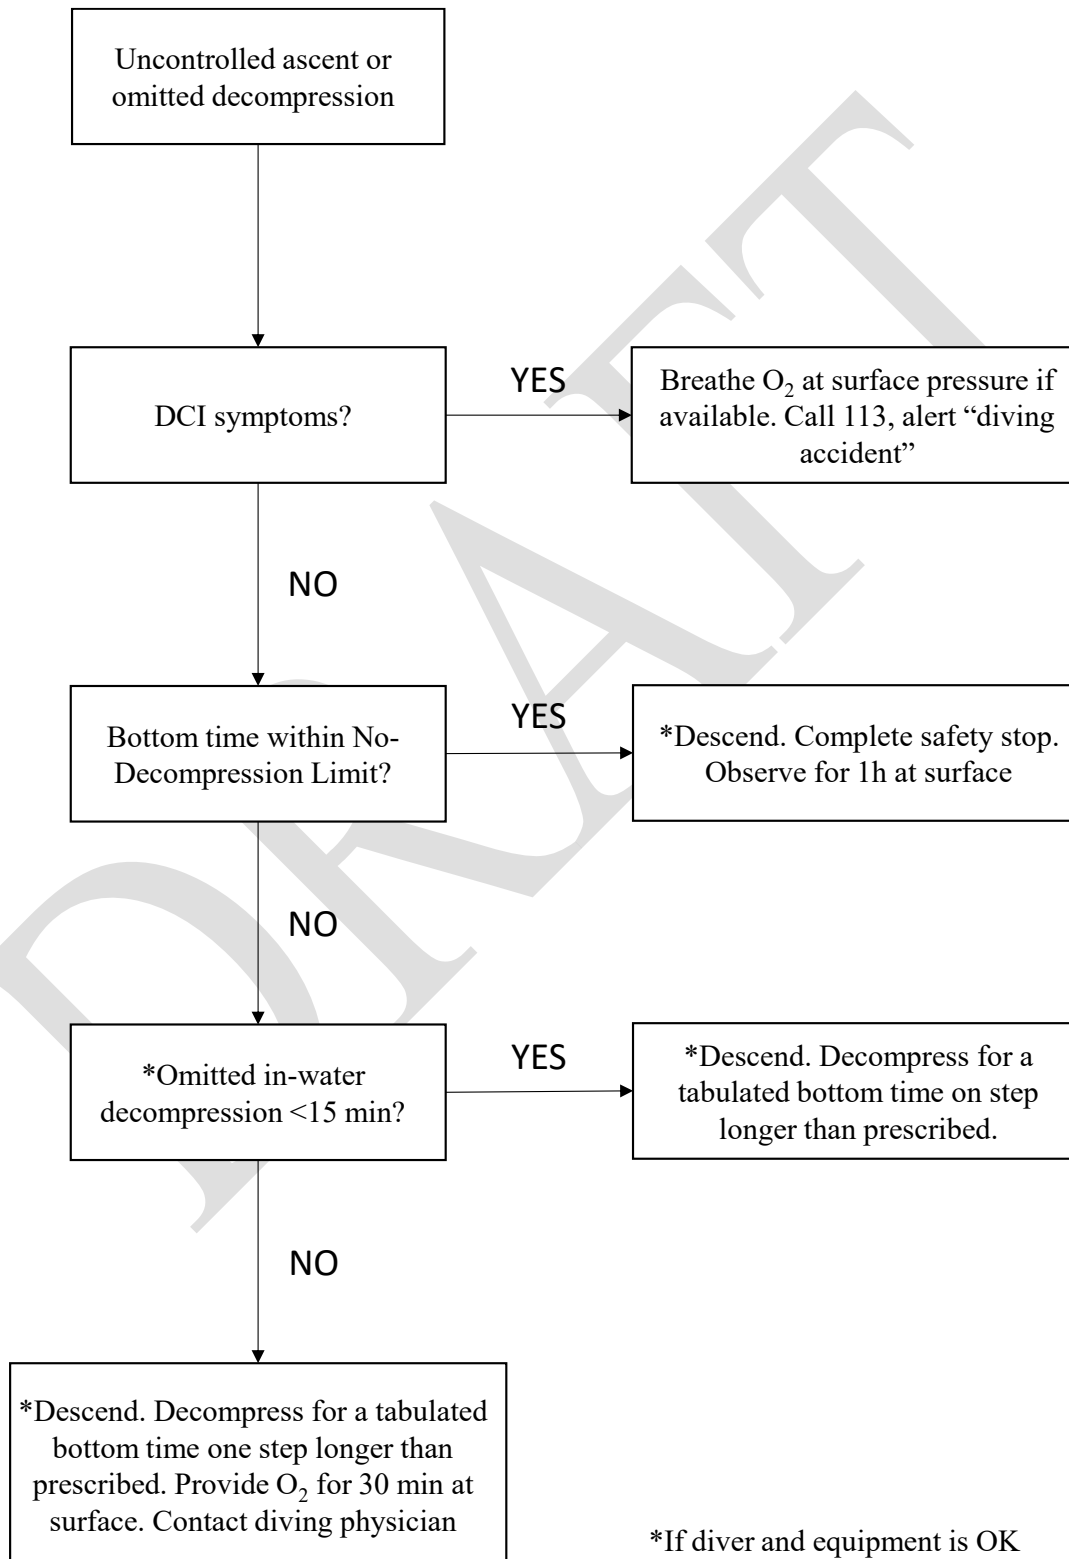 Uncontrolled ascent or
omitted decompression
DCI symptoms?
YES
Breathe O₂ at surface pressure if
available. Call 113, alert “diving
accident”
NO
Bottom time within No-
Decompression Limit?
YES
*Descend. Complete safety stop.
Observe for 1h at surface
NO
*Omitted in-water
decompression <15 min?
YES
*Descend. Decompress for a
tabulated bottom time on step
longer than prescribed.
NO
*Descend. Decompress for a tabulated
bottom time one step longer than
prescribed. Provide O₂ for 30 min at
surface. Contact diving physician
*If diver and equipment is OK
DRAFT